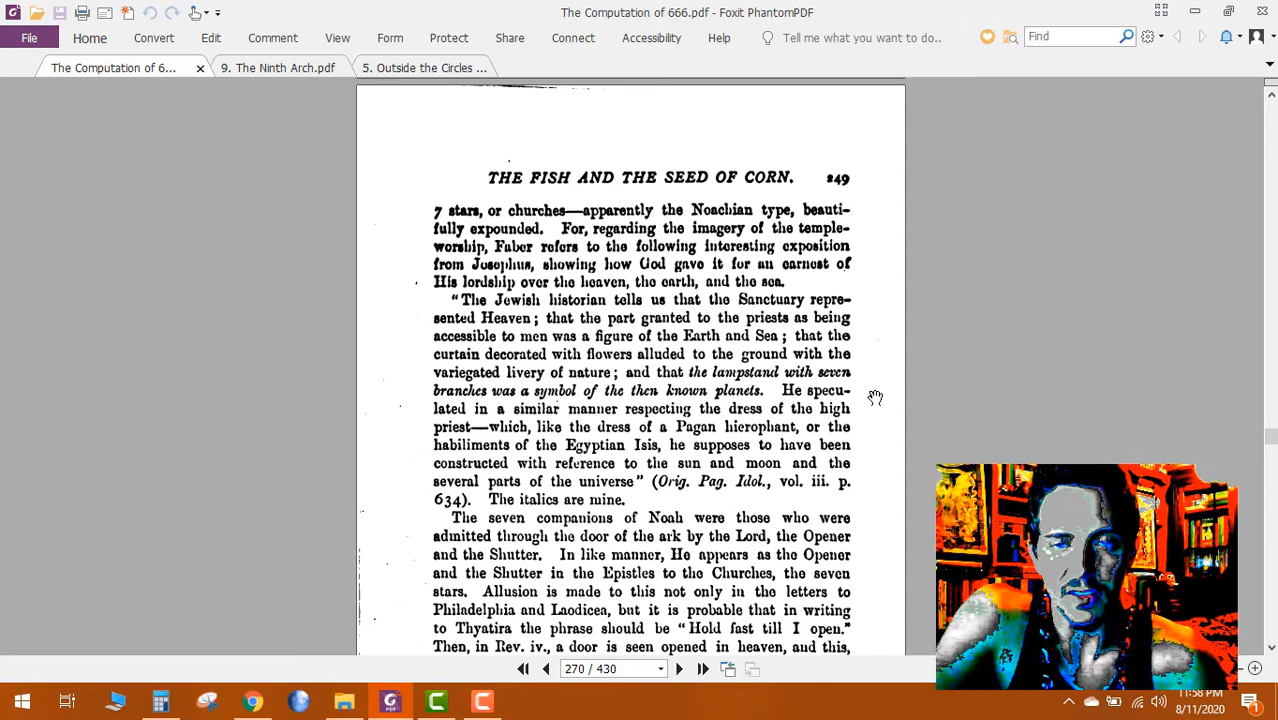 The Computation of 666.pdf - Foxit PhantomPDF
File Home Convert Edit Comment View Form Protect Share Connect Accessibility Help Tell me what you want to do.. Find
The Computation of 6... 9. The Ninth Arch.pdf 5. Outside the Circles ...
THE FISH AND THE SEED OF CORN. 249
7 stars, or churches—apparently the Noachian type, beauti-
fully expounded. For, regarding the imagery of the temple-
worship, Faber refers to the following interesting exposition
from Josephus, showing how God gave it for an earnest of
His lordship over the heaven, the earth, and the sea.
"The Jewish historian tells us that the Sanctuary repre-
sented Heaven; that the part granted to the priests as being
accessible to men was a figure of the Earth and Sea; that the
curtain decorated with flowers alluded to the ground with the
variegated livery of nature; and that the lampstand with seven
branches was a symbol of the then known planets. He specu-
lated in a similar manner respecting the dress of the high
priest—which, like the dress of a Pagan hierophant, or the
habiliments of the Egyptian Isis, he supposes to have been
constructed with reference to the sun and moon and the
several parts of the universe" (Orig. Pag. Idol., vol. iii. p.
634). The italics are mine.
The seven companions of Noah were those who were
admitted through the door of the ark by the Lord, the Opener
and the Shutter. In like manner, He appears as the Opener
and the Shutter in the Epistles to the Churches, the seven
stars. Allusion is made to this not only in the letters to
Philadelphia and Laodicea, but it is probable that in writing
to Thyatira the phrase should be "Hold fast till I open."
Then, in Rev. iv., a door is seen opened in heaven, and this,
270 / 430
11:58 PM
8/11/2020